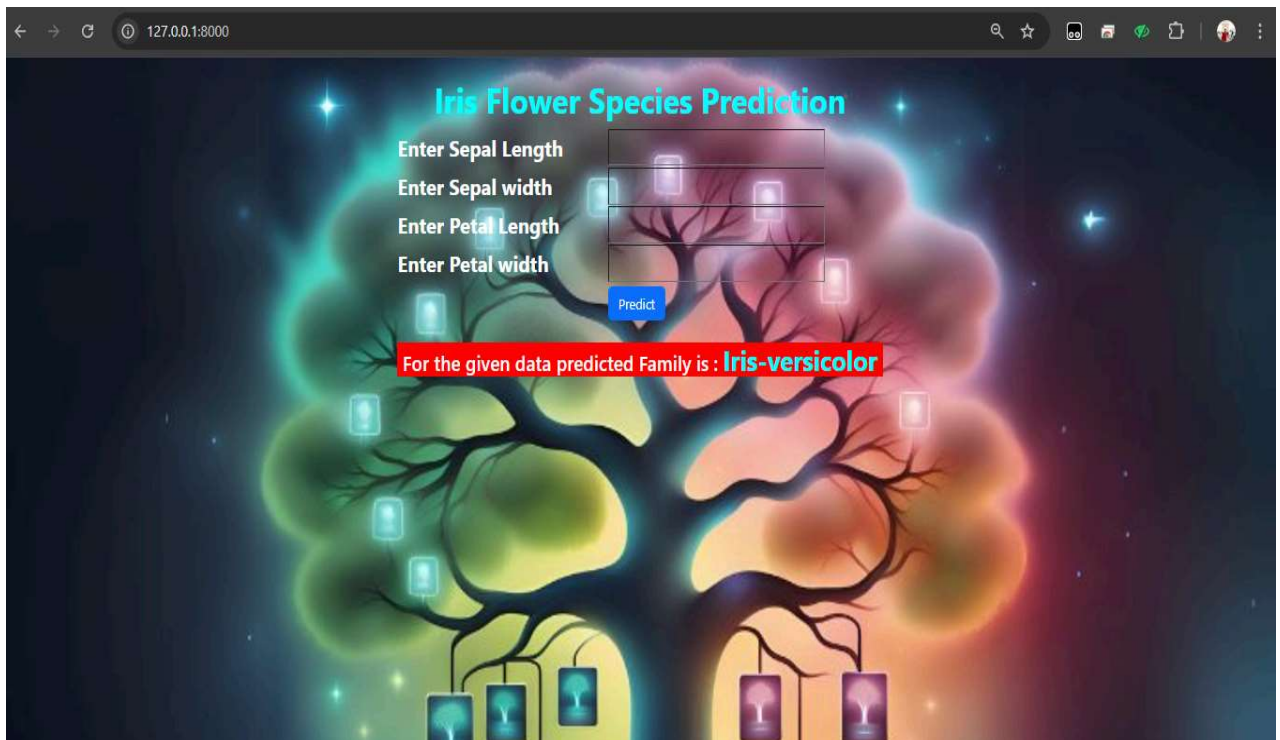 127.0.0.1:8000
Iris Flower Species Prediction
Enter Sepal Length
Enter Sepal width
Enter Petal Length
Enter Petal width
Predict
For the given data predicted Family is : Iris-versicolor